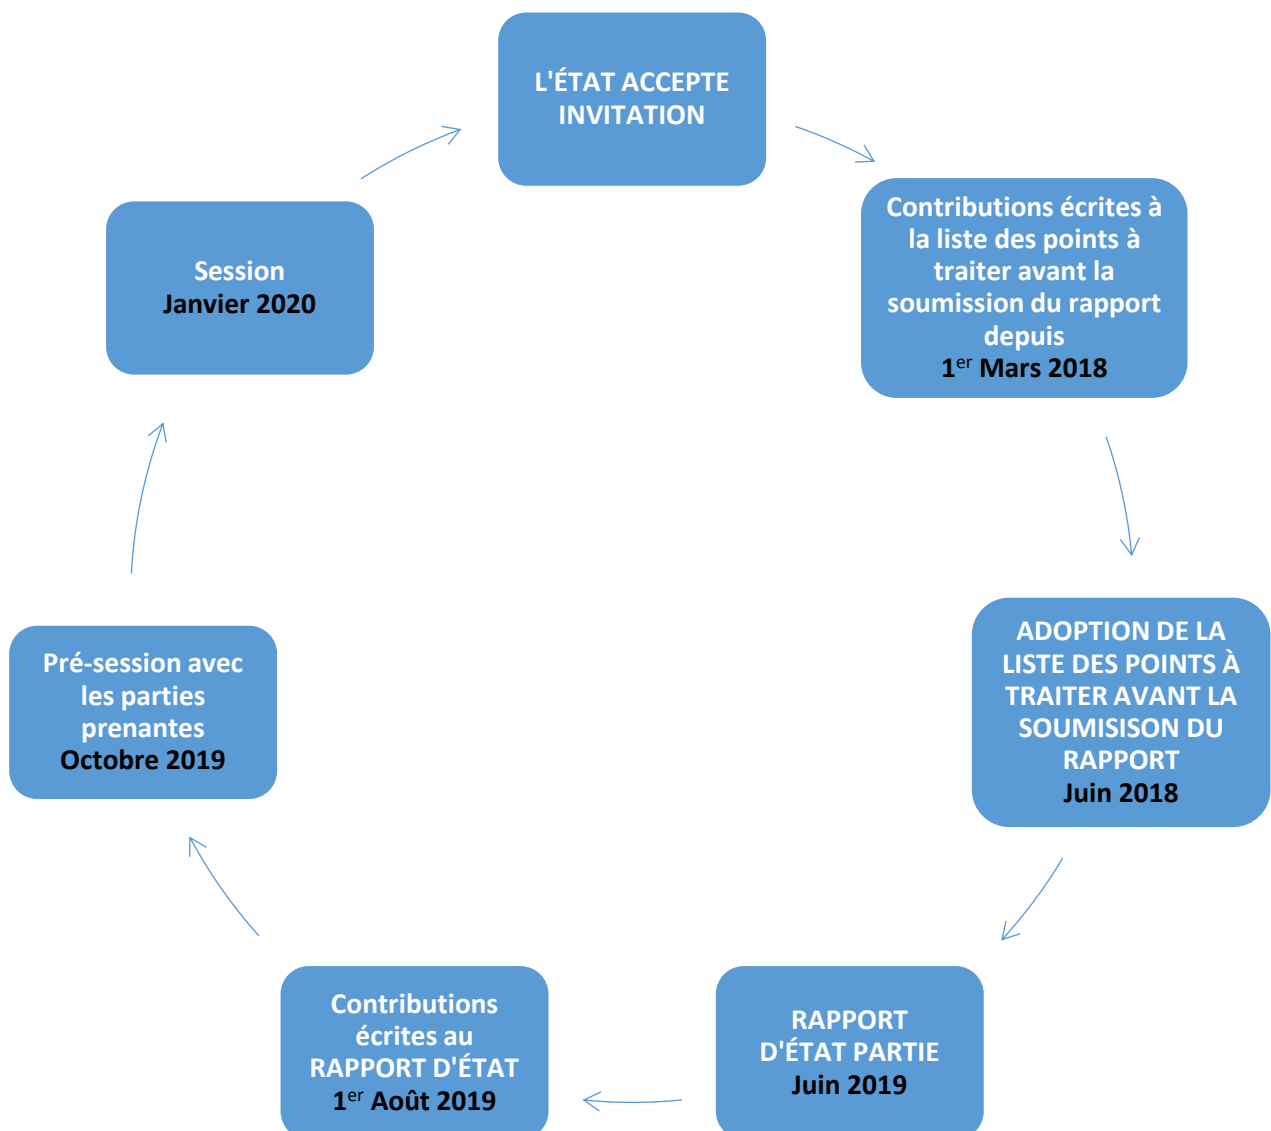 L'ÉTAT ACCEPTE
INVITATION
Contributions écrites à
la liste des points à
traiter avant la
soumission du rapport
depuis
1er Mars 2018
ADOPTION DE LA
LISTE DES POINTS À
TRAITER AVANT LA
SOUMISISON DU
RAPPORT
Juin 2018
RAPPORT
D'ÉTAT PARTIE
Juin 2019
Contributions
écrites au
RAPPORT D'ÉTAT
1er Août 2019
Pré-session avec
les parties
prenantes
Octobre 2019
Session
Janvier 2020